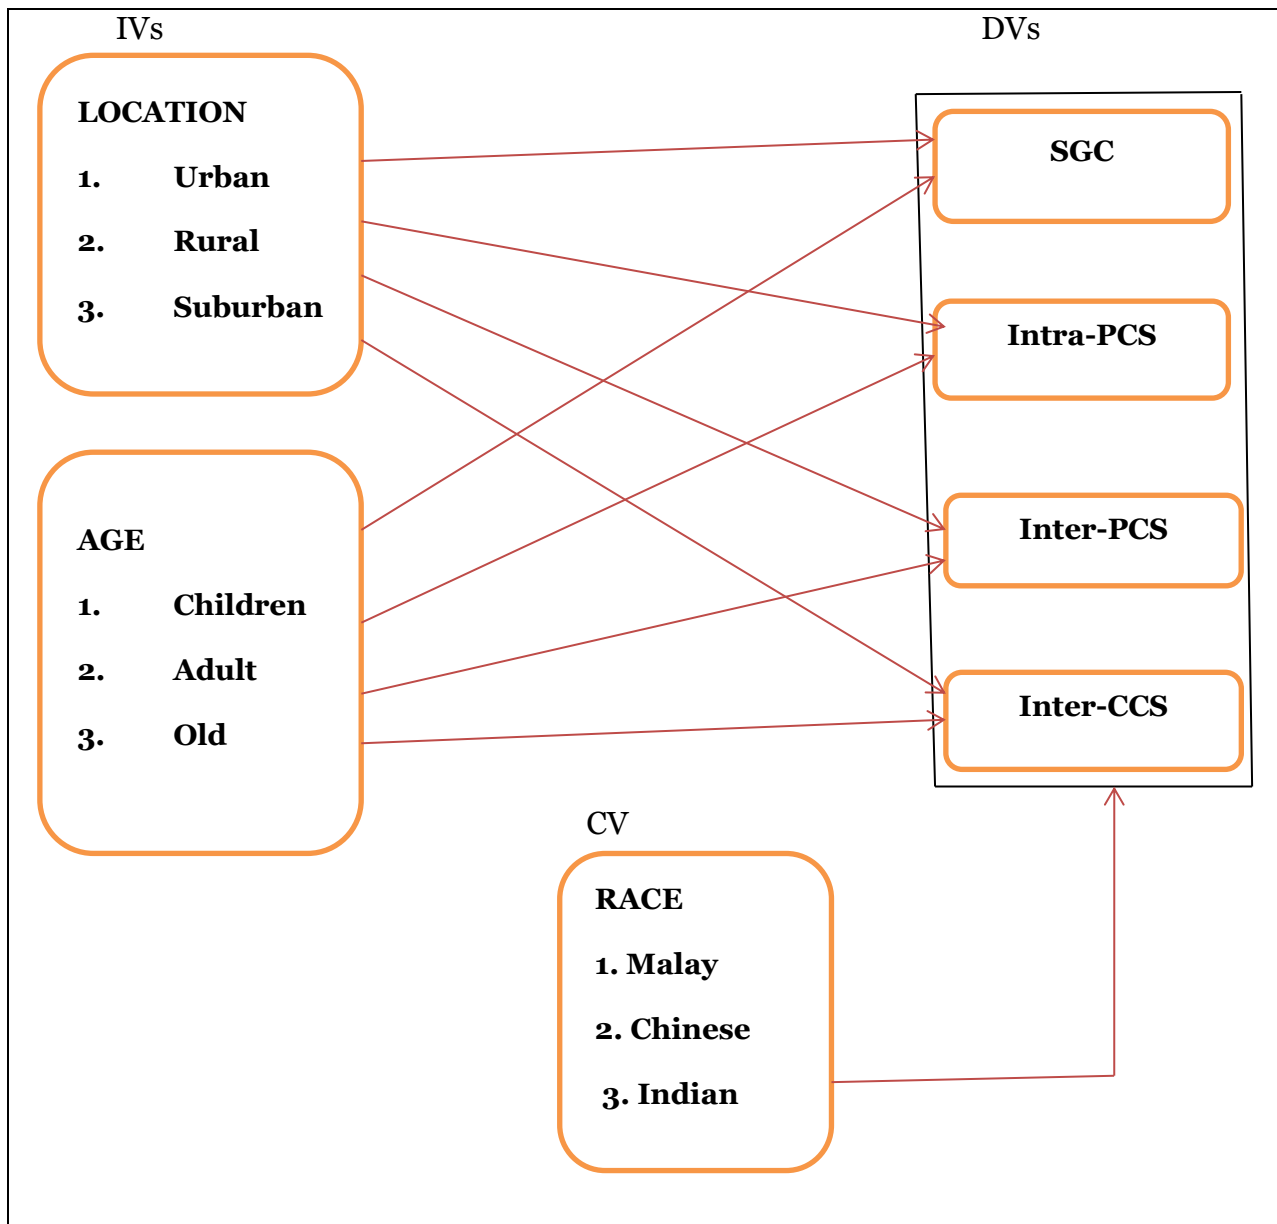 IVs
DVs
LOCATION
1. Urban
2. Rural
3. Suburban
AGE
1. Children
2. Adult
3. Old
SGC
Intra-PCS
Inter-PCS
Inter-CCS
CV
RACE
1. Malay
2. Chinese
3. Indian